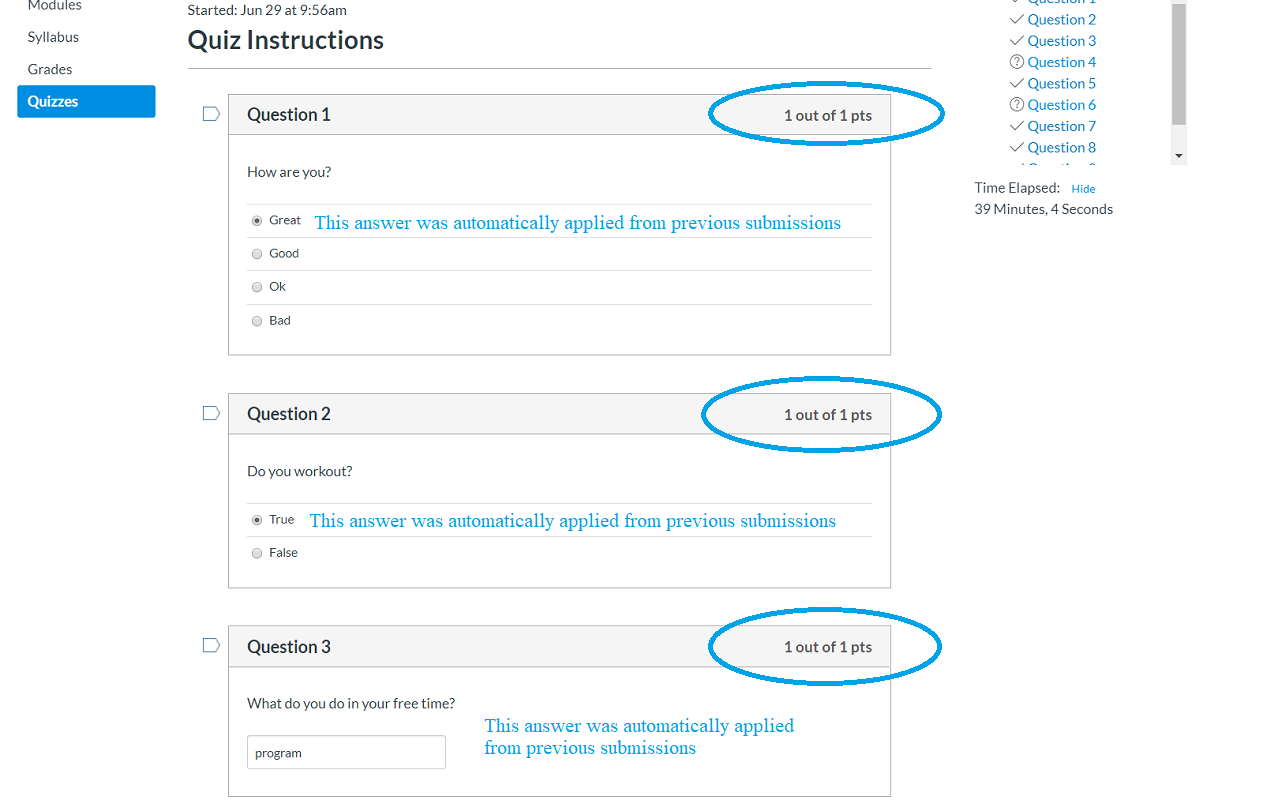 Modules
Syllabus
Grades
Quizzes
Started: Jun 29 at 9:56am
Quiz Instructions
Question 1
1 out of 1 pts
How are you?
Great
This answer was automatically applied from previous submissions
Good
Ok
Bad
Question 2
1 out of 1 pts
Do you workout?
True
This answer was automatically applied from previous submissions
False
Question 3
1 out of 1 pts
What do you do in your free time?
This answer was automatically applied
from previous submissions
program
Question 1
Question 2
Question 3
Question 4
Question 5
Question 6
Question 7
Question 8
Time Elapsed: Hide
39 Minutes, 4 Seconds